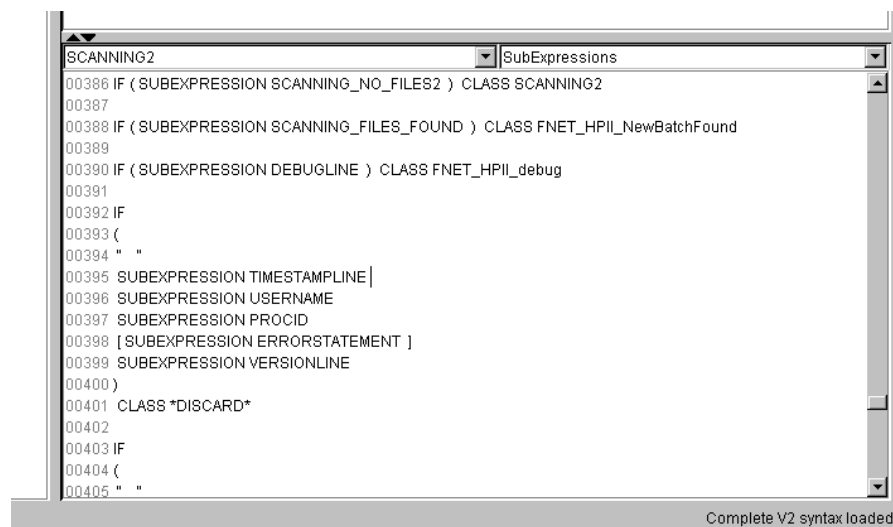 SCANNING2 SubExpressions
00386 IF ( SUBEXPRESSION SCANNING_NO_FILES2 ) CLASS SCANNING2
00387
00388 IF ( SUBEXPRESSION SCANNING_FILES_FOUND ) CLASS FNET_HPII_NewBatchFound
00389
00390 IF ( SUBEXPRESSION DEBUGLINE ) CLASS FNET_HPII_debug
00391
00392 IF
00393 (
00394 "  "
00395 SUBEXPRESSION TIMESTAMPLINE
00396 SUBEXPRESSION USERNAME
00397 SUBEXPRESSION PROCID
00398 [ SUBEXPRESSION ERRORSTATEMENT ]
00399 SUBEXPRESSION VERSIONLINE
00400 )
00401 CLASS *DISCARD*
00402
00403 IF
00404 (
00405 "  "
Complete V2 syntax loaded